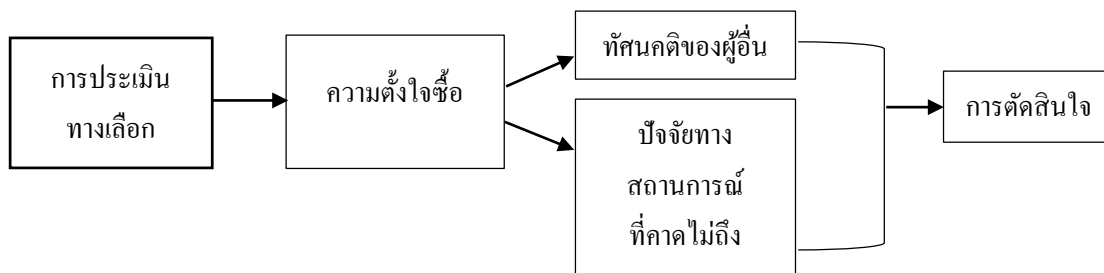 การประเมิน
ทางเลือก
ความตั้งใจซื้อ
ทัศนคติของผู้อื่น
ปัจจัยทาง
สถานการณ์
ที่คาดไม่ถึง
การตัดสินใจ